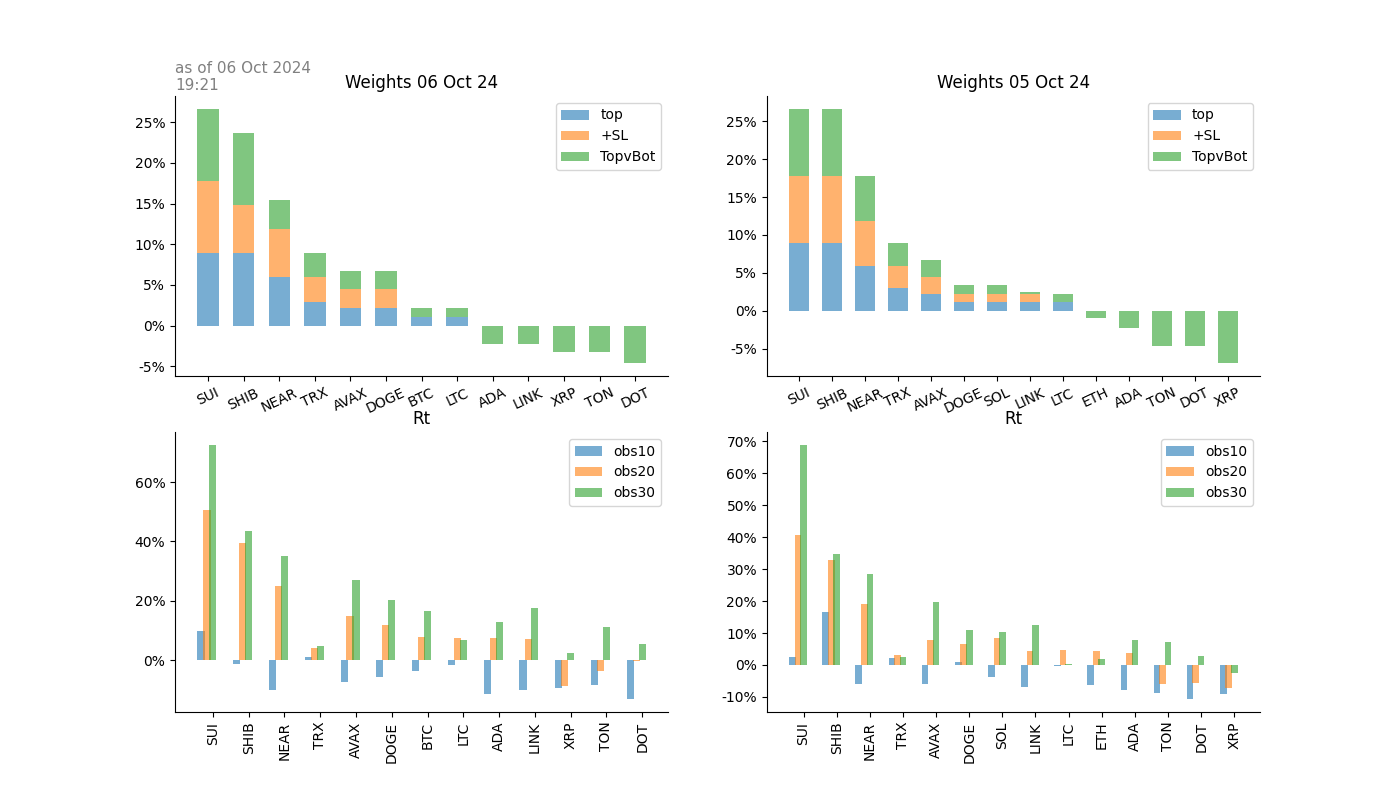 as of 06 Oct 2024
19:21
Weights 06 Oct 24
25%
20%
15%
10%
5%
0%
-5%
top
+SL
TopvBot
SUI SHIB NEAR TRX AVAX DOGE BTC LTC ADA LINK XRP TON DOT
Weights 05 Oct 24
25%
20%
15%
10%
5%
0%
-5%
top
+SL
TopvBot
SUI SHIB NEAR TRX AVAX DOGE SOL LINK LTC ETH ADA TON DOT XRP
Rt
60%
40%
20%
0%
obs10
obs20
obs30
SUI SHIB NEAR TRX AVAX DOGE BTC LTC ADA LINK XRP TON DOT
Rt
70%
60%
50%
40%
30%
20%
10%
0%
-10%
obs10
obs20
obs30
SUI SHIB NEAR TRX AVAX DOGE SOL LINK LTC ETH ADA TON DOT XRP